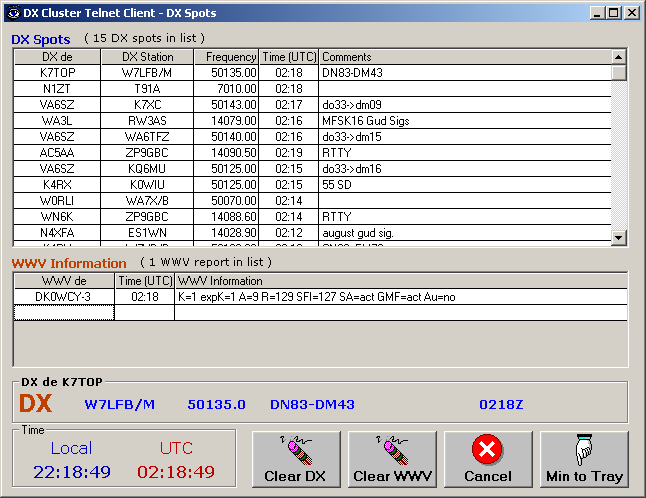 DX Cluster Telnet Client - DX Spots
DX Spots ( 15 DX spots in list )
DX de DX Station Frequency Time (UTC) Comments
K7TOP W7LFB/M 50135.00 02:18 DN83-DM43
N1ZT T91A 7010.00 02:18
VA6SZ K7XC 50143.00 02:17 do33->dm09
WA3L RW3AS 14079.00 02:16 MFSK16 Gud Sigs
VA6SZ WA6TFZ 50140.00 02:16 do33->dm15
AC5AA ZP9GBC 14090.50 02:19 RTTY
VA6SZ KQ6MU 50125.00 02:15 do33->dm16
K4RX K0WIU 50125.00 02:15 55 SD
W0RLI WA7X/B 50070.00 02:14
WN6K ZP9GBC 14088.60 02:14 RTTY
N4XFA ES1WN 14028.90 02:12 august gud sig.
WWV Information ( 1 WWV report in list )
WWV de Time (UTC) WWV Information
DK0WCY-3 02:18 K=1 expK=1 A=9 R=129 SFI=127 SA=act GMF=act Au=no
DX de K7TOP
DX W7LFB/M 50135.0 DN83-DM43 0218Z
Time
Local UTC
22:18:49 02:18:49
Clear DX Clear WWV Cancel Min to Tray